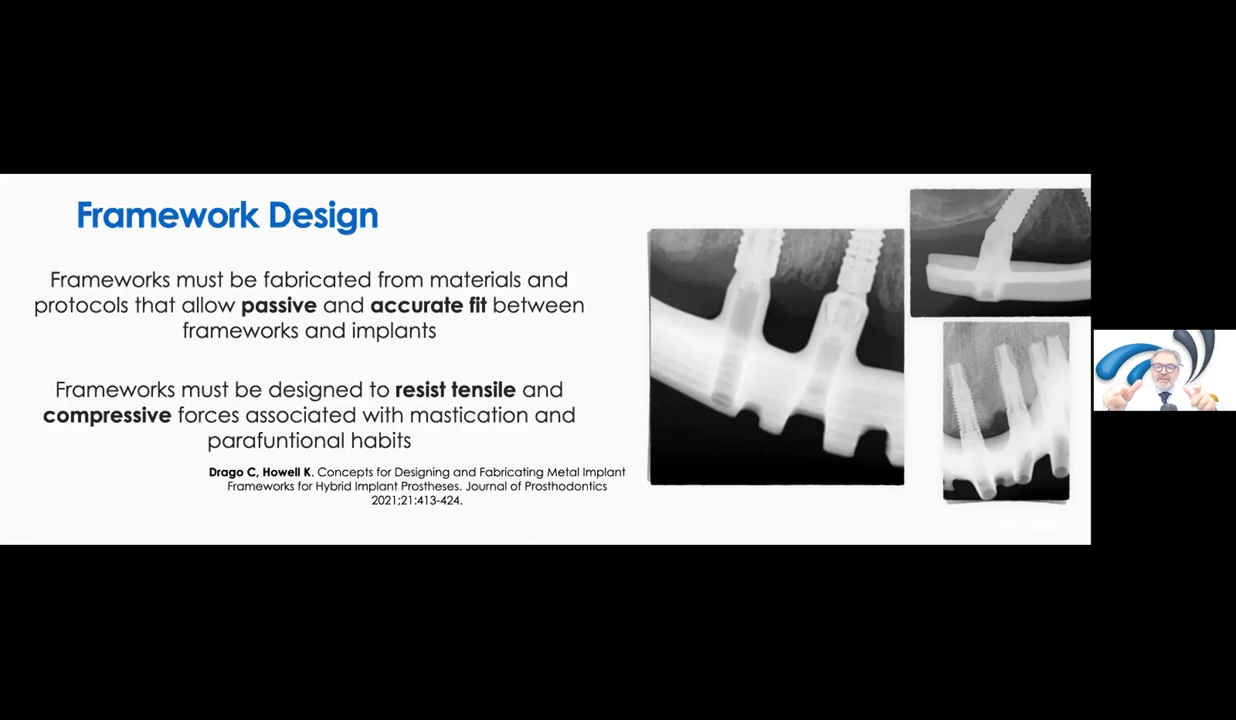 Framework Design
Frameworks must be fabricated from materials and
protocols that allow passive and accurate fit between
frameworks and implants
Frameworks must be designed to resist tensile and
compressive forces associated with mastication and
parafuntional habits
Drago C, Howell K. Concepts for Designing and Fabricating Metal Implant
Frameworks for Hybrid Implant Prostheses. Journal of Prosthodontics
2021;21:413-424.